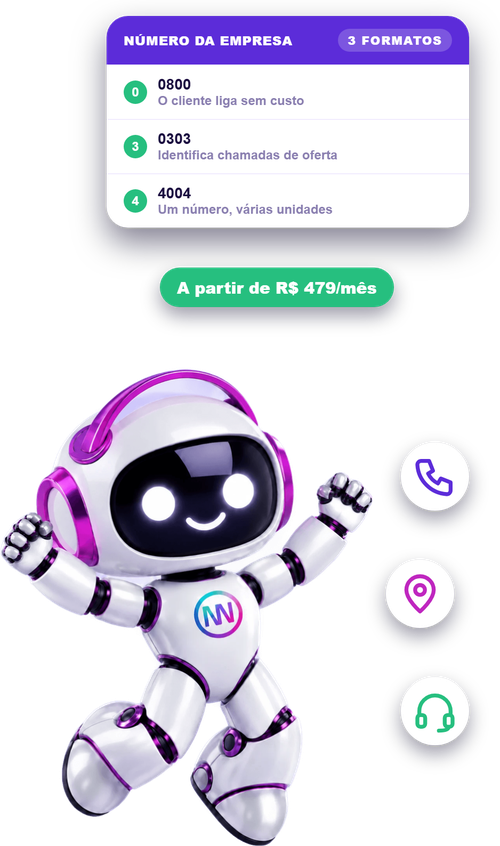 NÚMERO DA EMPRESA
3 FORMATOS
0
0800
O cliente liga sem custo
3
0303
Identifica chamadas de oferta
4
4004
Um número, várias unidades
A partir de R$ 479/mês